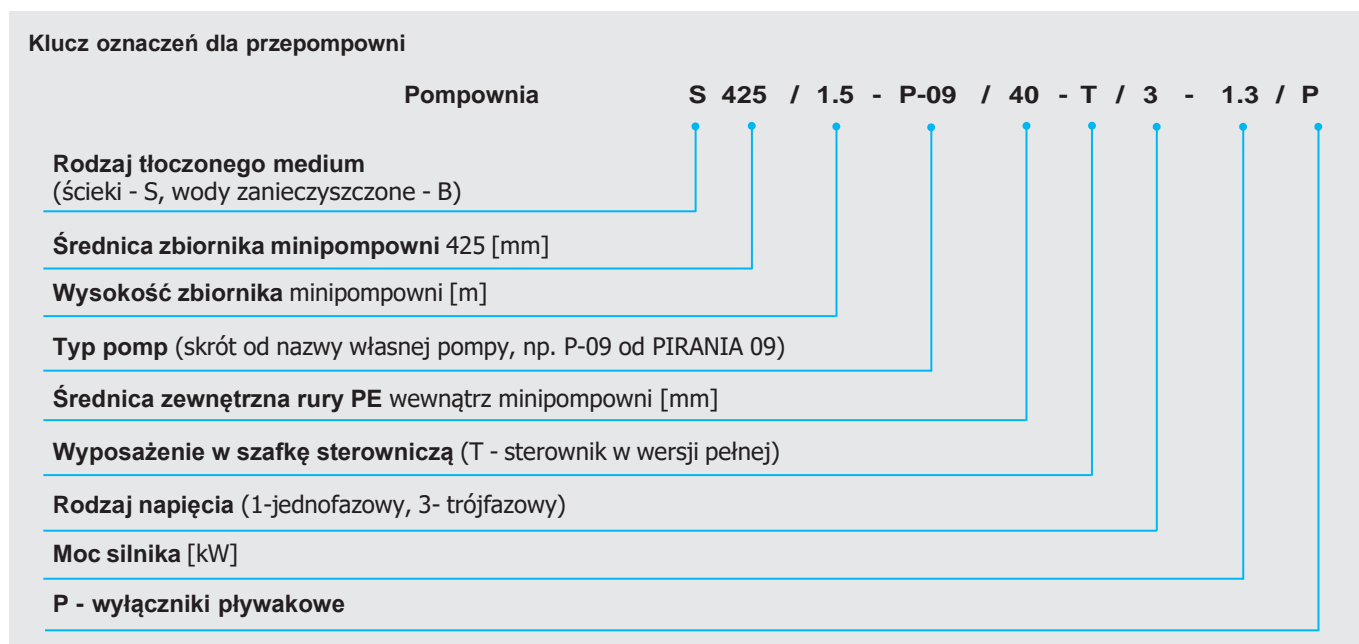 Klucz oznaczeń dla przepompowni
Pompownia S 425 / 1.5 - P-09 / 40 - T / 3 - 1.3 / P
Rodzaj tłoczonego medium
(ścieki - S, wody zanieczyszczone - B)
Średnica zbiornika minipompowni 425 [mm]
Wysokość zbiornika minipompowni [m]
Typ pomp (skrót od nazwy własnej pompy, np. P-09 od PIRANIA 09)
Średnica zewnętrzna rury PE wewnątrz minipompowni [mm]
Wyposażenie w szafkę sterowniczą (T - sterownik w wersji pełnej)
Rodzaj napięcia (1-jednofazowy, 3- trójfazowy)
Moc silnika [kW]
P - wyłączniki pływakowe